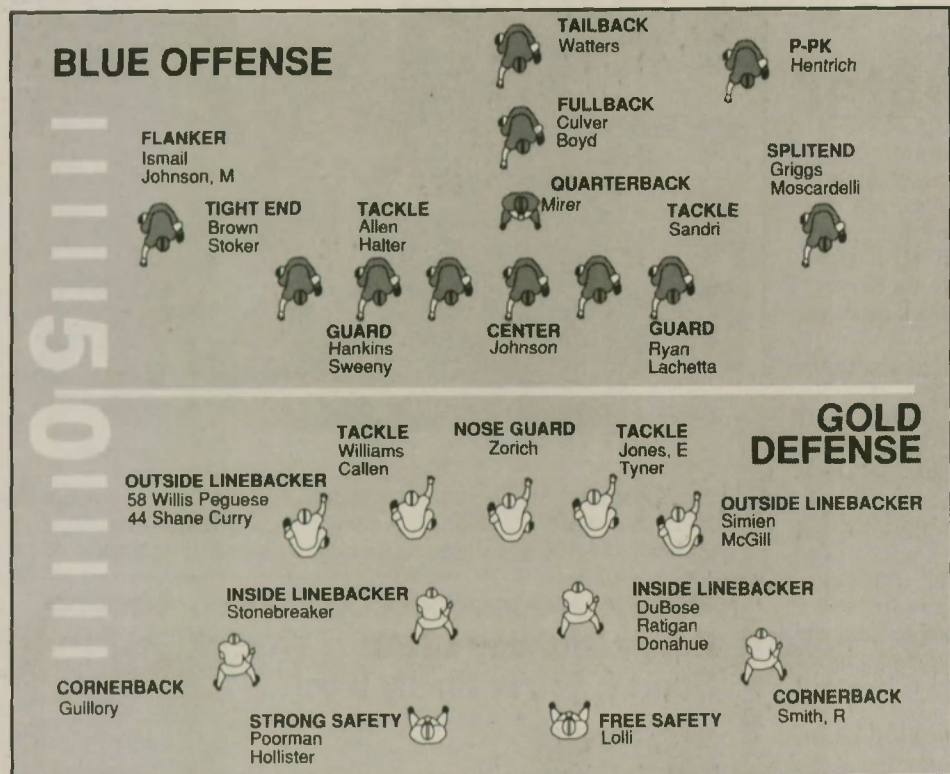 BLUE OFFENSE
TAILBACK
Watters
P-PK
Hentrich
FULLBACK
Culver
Boyd
FLANKER
Ismail
Johnson, M
SPLITEND
Griggs
Moscardelli
QUARTERBACK
Mirer
TIGHT END
Brown
Stoker
TACKLE
Allen
Halter
TACKLE
Sandri
GUARD
Hankins
Sweeny
CENTER
Johnson
GUARD
Ryan
Lachetta
50
GOLD
DEFENSE
TACKLE
Williams
Callen
NOSE GUARD
Zorich
TACKLE
Jones, E
Tyner
OUTSIDE LINEBACKER
58 Willis Peguese
44 Shane Curry
OUTSIDE LINEBACKER
Simien
McGill
INSIDE LINEBACKER
Stonebreaker
INSIDE LINEBACKER
DuBose
Ratigan
Donahue
CORNERBACK
Guillory
CORNERBACK
Smith, R
STRONG SAFETY
Poorman
Hollister
FREE SAFETY
Lolli